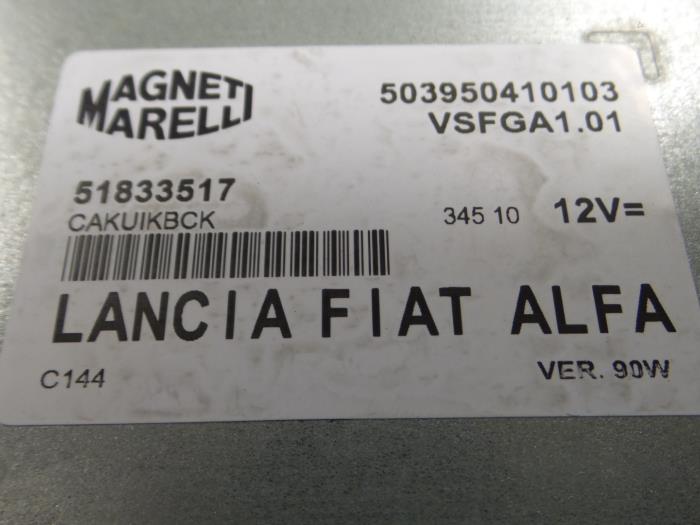 MAGNETI
MARELLI
503950410103
VSFGA1.01
51833517
CAKUIKBCK
345 10
12V=
LANCIA FIAT ALFA
C144
VER. 90W